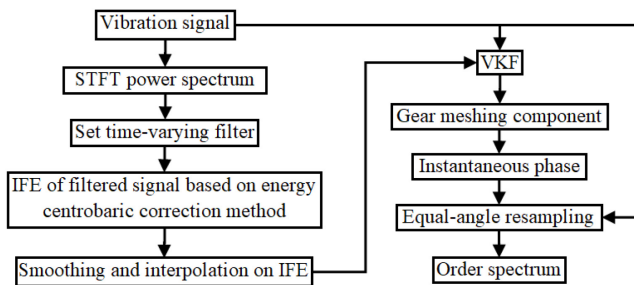 Vibration signal
STFT power spectrum
Set time-varying filter
IFE of filtered signal based on energy
centrobaric correction method
Smoothing and interpolation on IFE
VKF
Gear meshing component
Instantaneous phase
Equal-angle resampling
Order spectrum